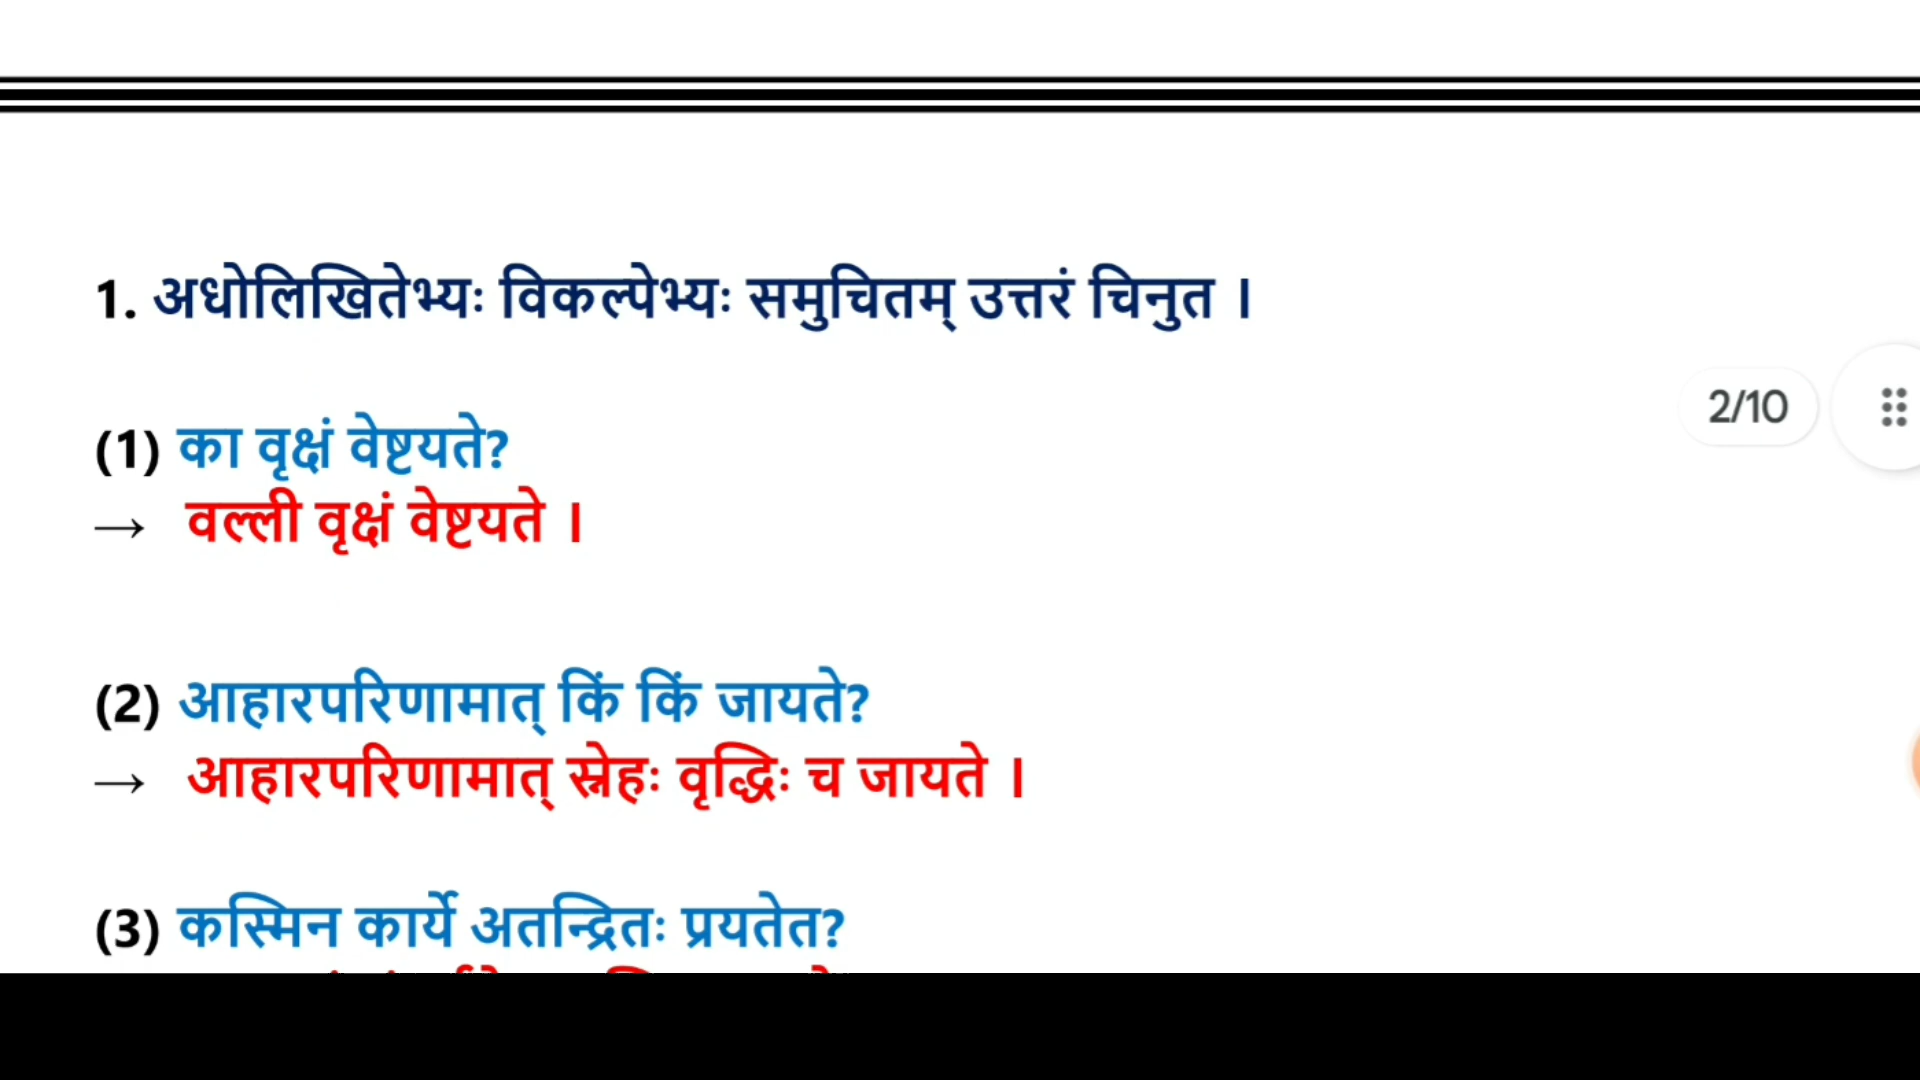 1. अधोलिखितेभ्यः विकल्पेभ्यः समुचितम् उत्तरं चिनुत ।
2/10
(1) का वृक्षं वेष्टयते?
→ वल्ली वृक्षं वेष्टयते ।
(2) आहारपरिणामात् किं किं जायते?
→ आहारपरिणामात् स्नेहः वृद्धिः च जायते ।
(3) कस्मिन कार्ये अतन्द्रितः प्रयतेत?